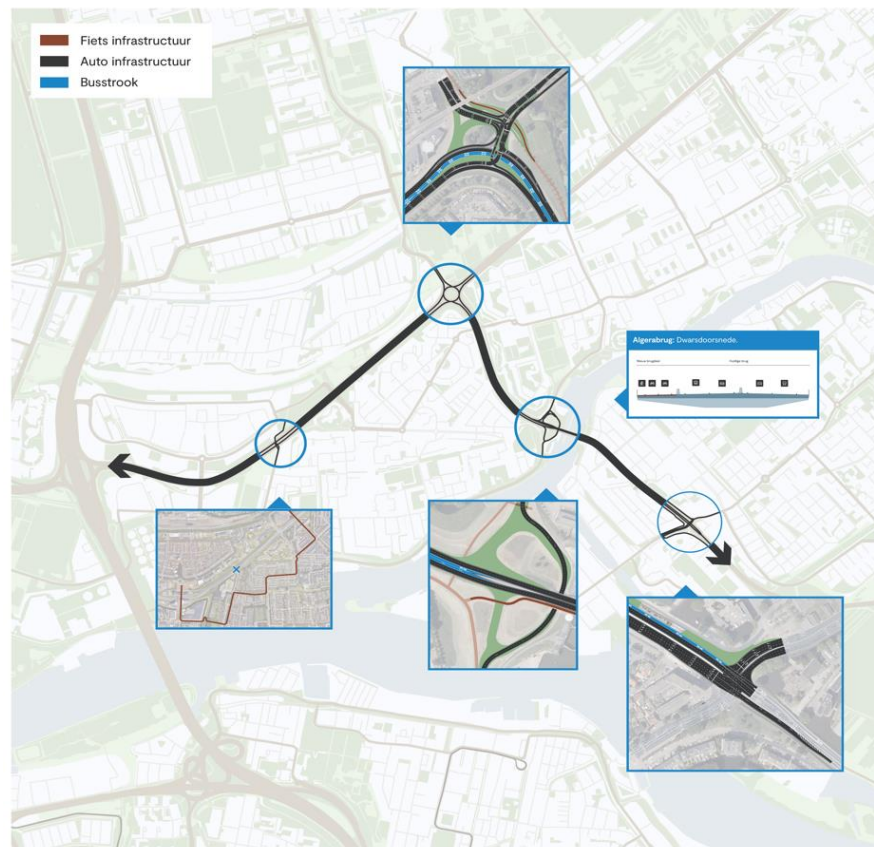 Fiets infrastructuur
Auto infrastructuur
Busstrook
Algerabrug: Dwarsdoorsnede.